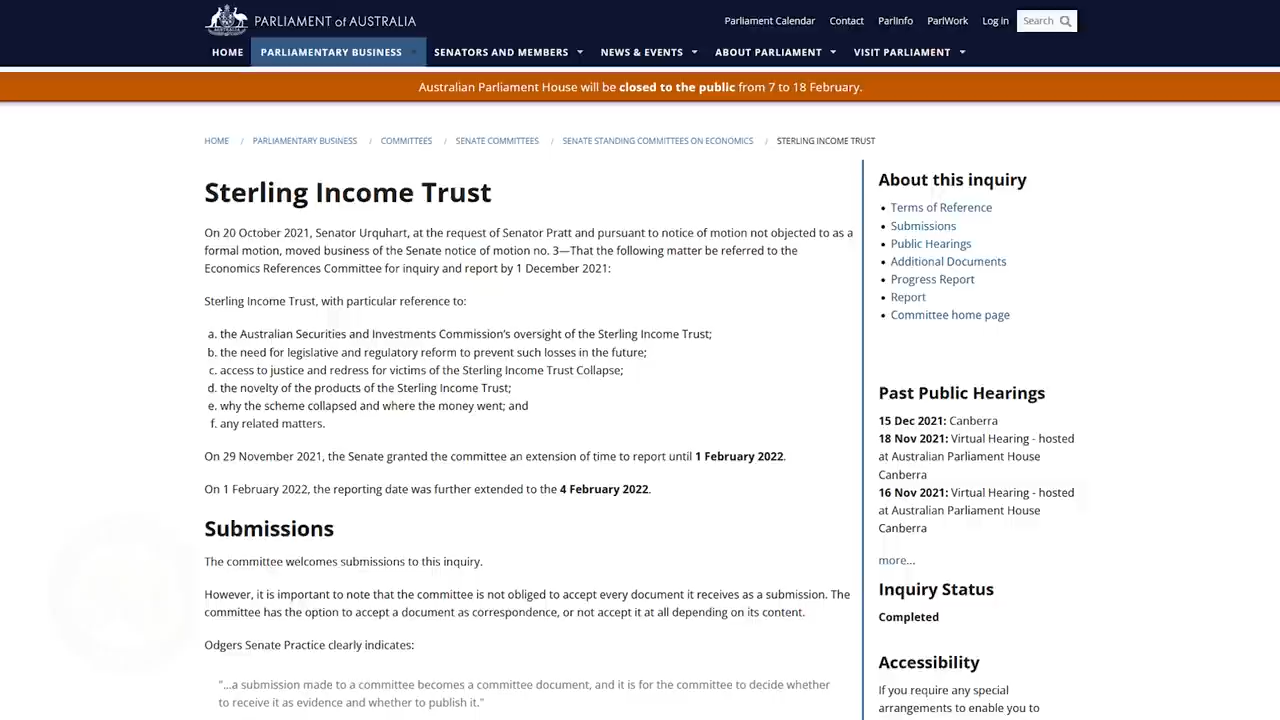 PARLIAMENT of AUSTRALIA
Parliament Calendar Contact ParlInfo ParlWork Log in Search
HOME PARLIAMENTARY BUSINESS SENATORS AND MEMBERS NEWS & EVENTS ABOUT PARLIAMENT VISIT PARLIAMENT
Australian Parliament House will be closed to the public from 7 to 18 February.
HOME / PARLIAMENTARY BUSINESS / COMMITTEES / SENATE COMMITTEES / SENATE STANDING COMMITTEES ON ECONOMICS / STERLING INCOME TRUST
Sterling Income Trust
On 20 October 2021, Senator Urquhart, at the request of Senator Pratt and pursuant to notice of motion not objected to as a
formal motion, moved business of the Senate notice of motion no. 3—That the following matter be referred to the
Economics References Committee for inquiry and report by 1 December 2021:
Sterling Income Trust, with particular reference to:
a. the Australian Securities and Investments Commission's oversight of the Sterling Income Trust;
b. the need for legislative and regulatory reform to prevent such losses in the future;
c. access to justice and redress for victims of the Sterling Income Trust Collapse;
d. the novelty of the products of the Sterling Income Trust;
e. why the scheme collapsed and where the money went; and
f. any related matters.
On 29 November 2021, the Senate granted the committee an extension of time to report until 1 February 2022.
On 1 February 2022, the reporting date was further extended to the 4 February 2022.
Submissions
The committee welcomes submissions to this inquiry.
However, it is important to note that the committee is not obliged to accept every document it receives as a submission. The
committee has the option to accept a document as correspondence, or not accept it at all depending on its content.
Odgers Senate Practice clearly indicates:
"...a submission made to a committee becomes a committee document, and it is for the committee to decide whether
to receive it as evidence and whether to publish it."
About this inquiry
• Terms of Reference
• Submissions
• Public Hearings
• Additional Documents
• Progress Report
• Report
• Committee home page
Past Public Hearings
15 Dec 2021: Canberra
18 Nov 2021: Virtual Hearing - hosted
at Australian Parliament House
Canberra
16 Nov 2021: Virtual Hearing - hosted
at Australian Parliament House
Canberra
more...
Inquiry Status
Completed
Accessibility
If you require any special
arrangements to enable you to